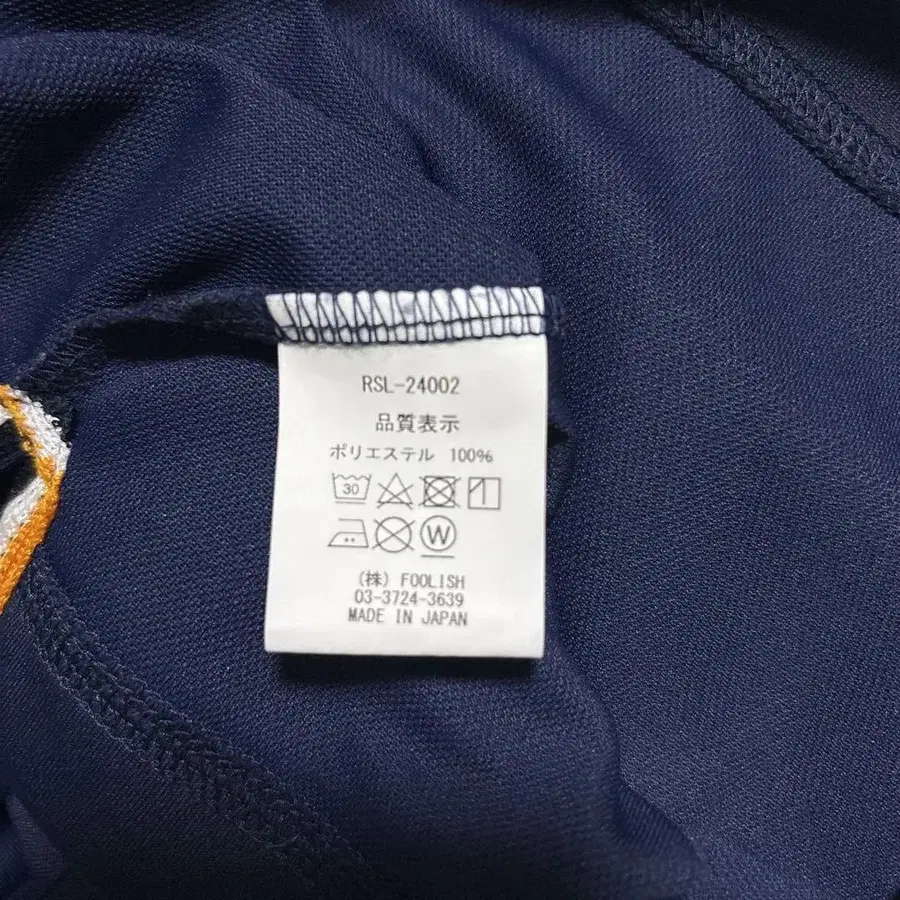 RSL-24002
品質表示
ポリエステル 100%
30
W
(株) FOOLISH
03-3724-3639
MADE IN JAPAN